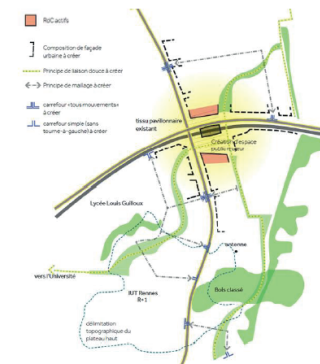 RdC actifs
Composition de façade
urbaine à créer
Principe de liaison douce à créer
Principe de maillage à créer
carrefour «tous mouvements»
à créer
carrefour simple (sans
tourne-à-gauche) à créer
tissu pavillonnaire
existant
Création d'espace
public majeur
Lycée Louis Guilloux
antenne
vers l'Université
IUT Rennes
R+1
Bois classé
délimitation
topographique du
plateau haut